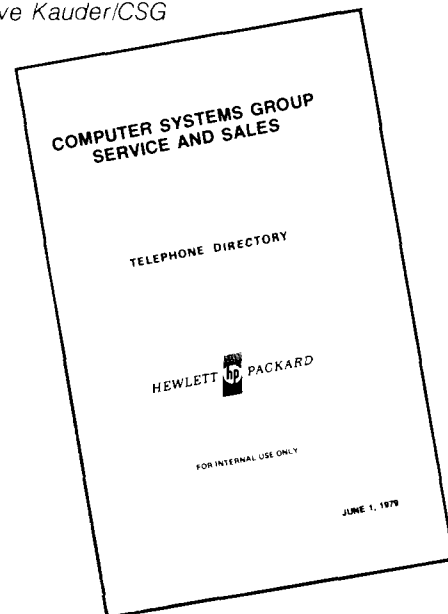 ve Kauder/CSG
COMPUTER SYSTEMS GROUP
SERVICE AND SALES
TELEPHONE DIRECTORY
HEWLETT hp PACKARD
FOR INTERNAL USE ONLY
JUNE 1, 1979